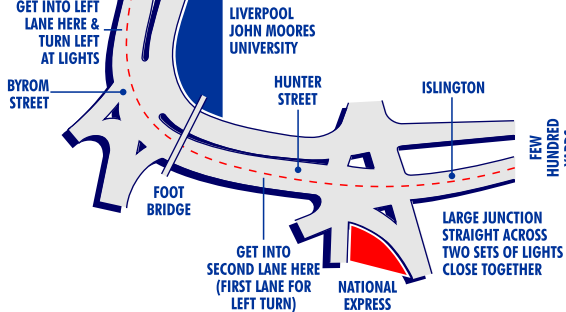 GET INTO LEFT
LANE HERE &
TURN LEFT
AT LIGHTS
LIVERPOOL
JOHN MOORES
UNIVERSITY
BYROM
STREET
HUNTER
STREET
ISLINGTON
FEW
HUNDRED
FOOT
BRIDGE
GET INTO
SECOND LANE HERE
(FIRST LANE FOR
LEFT TURN)
NATIONAL
EXPRESS
LARGE JUNCTION
STRAIGHT ACROSS
TWO SETS OF LIGHTS
CLOSE TOGETHER